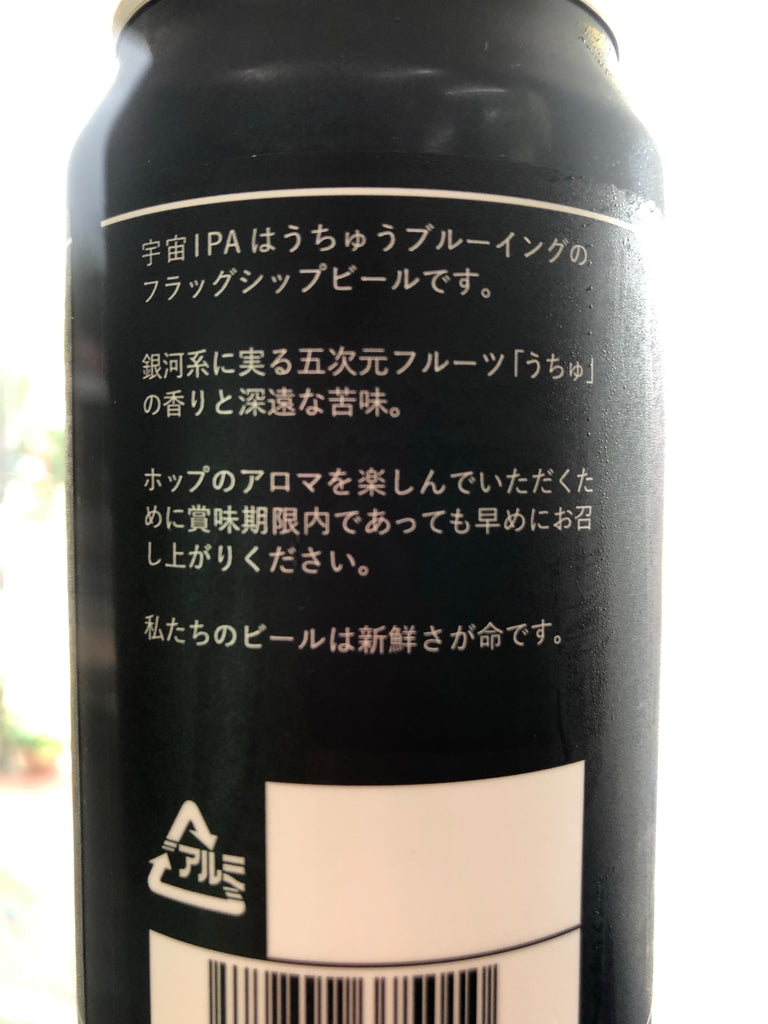 宇宙IPAはうちゅうブルーイングの
フラッグシップビールです。
銀河系に実る五次元フルーツ「うちゅ」
の香りと深遠な苦味。
ホップのアロマを楽しんでいただくた
めに賞味期限内であっても早めにお召
し上がりください。
私たちのビールは新鮮さが命です。
アルミ